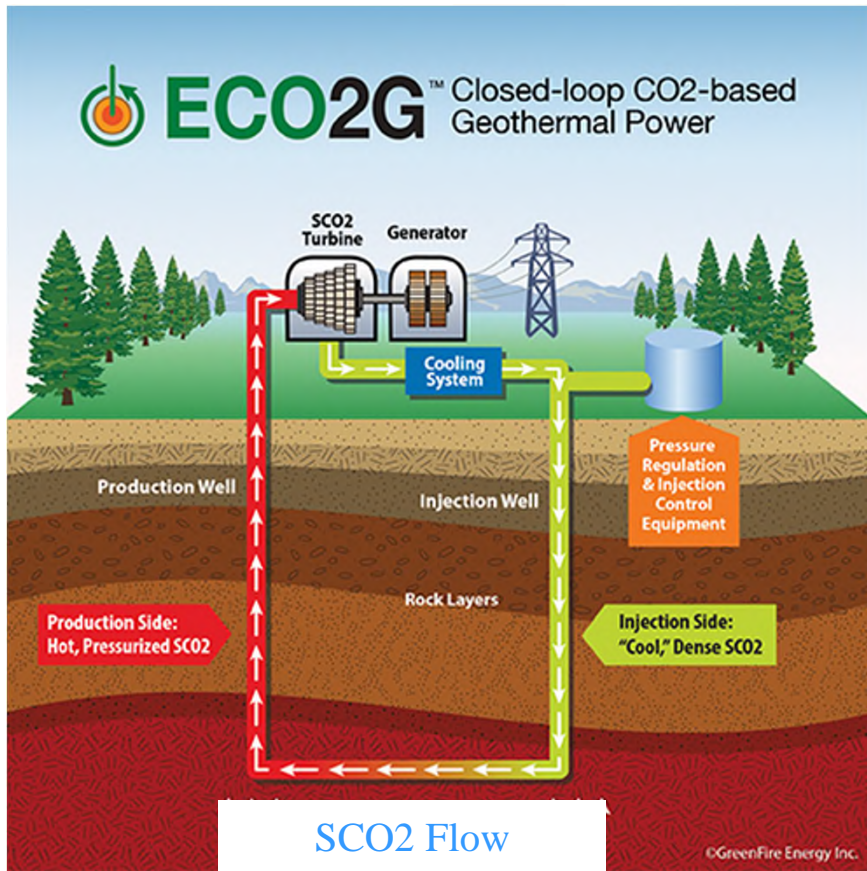 ECO2G™ Closed-loop CO2-based
Geothermal Power
SCO2
Turbine
Generator
Cooling
System
Pressure
Regulation
& Injection
Control
Equipment
Production Well
Injection Well
Rock Layers
Production Side:
Hot, Pressurized SCO2
Injection Side:
"Cool," Dense SCO2
SCO2 Flow
©GreenFire Energy Inc.